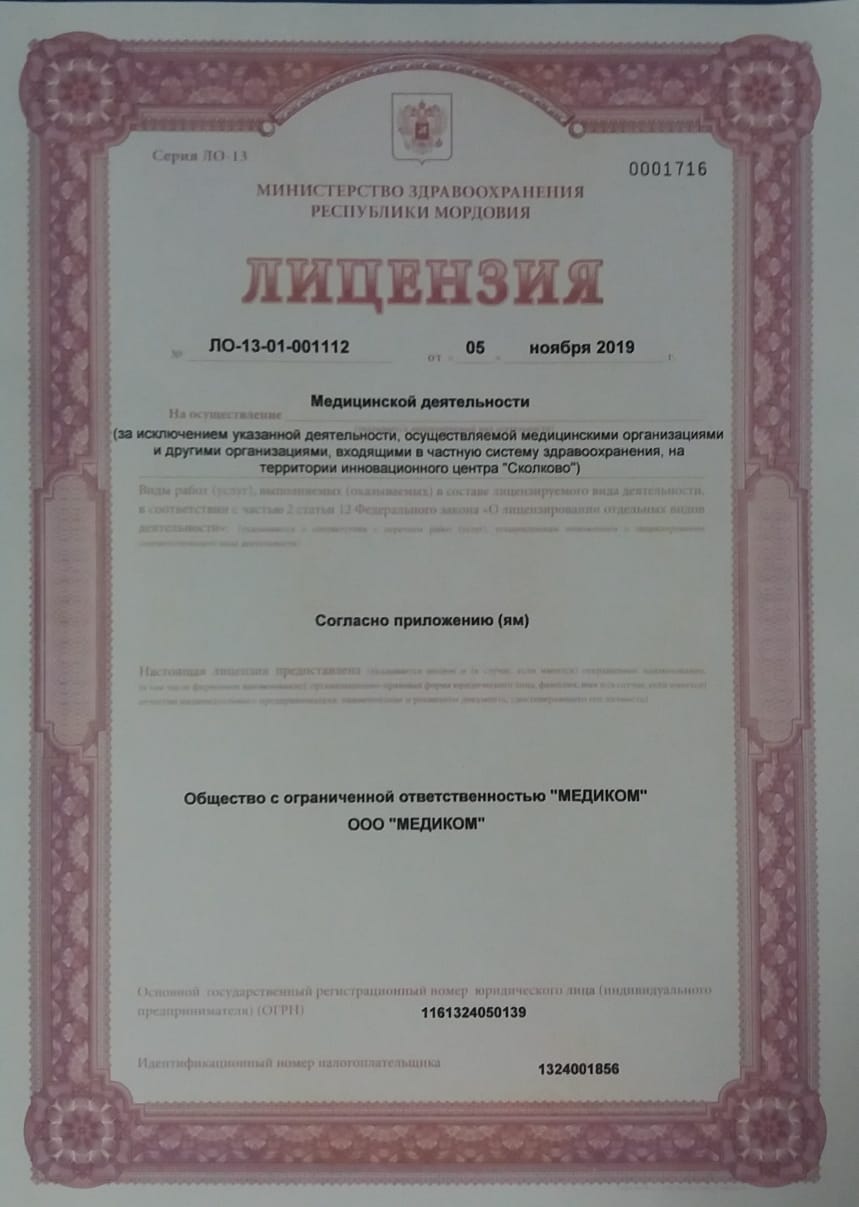 Серия ЛО-13
0001716
МИНИСТЕРСТВО ЗДРАВООХРАНЕНИЯ
РЕСПУБЛИКИ МОРДОВИЯ
ЛИЦЕНЗИЯ
№ ЛО-13-01-001112 от « 05 » ноября 2019 г.
Медицинской деятельности
На осуществление
(за исключением указанной деятельности, осуществляемой медицинскими организациями
и другими организациями, входящими в частную систему здравоохранения, на
территории инновационного центра "Сколково")
Виды работ (услуг), выполняемых (оказываемых) в составе лицензируемого вида деятельности,
в соответствии с частью 2 статьи 12 Федерального закона «О лицензировании отдельных видов
деятельности»:
Согласно приложению (ям)
Настоящая лицензия предоставлена
Общество с ограниченной ответственностью "МЕДИКОМ"
ООО "МЕДИКОМ"
Основной государственный регистрационный номер юридического лица (индивидуального
предпринимателя) (ОГРН) 1161324050139
Идентификационный номер налогоплательщика 1324001856